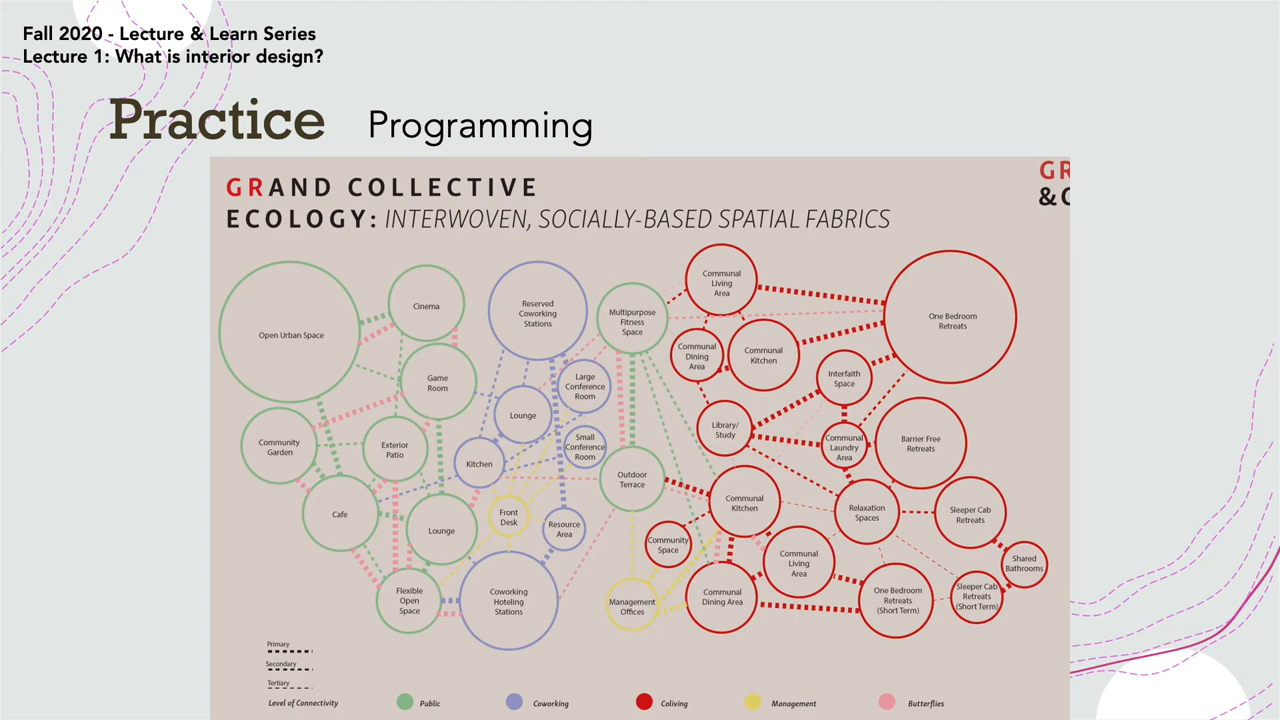 Fall 2020 - Lecture & Learn Series
Lecture 1: What is interior design?
Practice Programming
GRAND COLLECTIVE
ECOLOGY: INTERWOVEN, SOCIALLY-BASED SPATIAL FABRICS
GR
&C
Open Urban Space
Cinema
Game
Room
Community
Garden
Exterior
Patio
Cafe
Lounge
Flexible
Open
Space
Reserved
Coworking
Stations
Large
Conference
Room
Lounge
Small
Conference
Room
Kitchen
Front
Desk
Resource
Area
Coworking
Hoteling
Stations
Multipurpose
Fitness
Space
Outdoor
Terrace
Management
Offices
Communal
Living
Area
Communal
Dining
Area
Communal
Kitchen
Library/
Study
Interfaith
Space
Communal
Laundry
Area
One Bedroom
Retreats
Barrier Free
Retreats
Communal
Kitchen
Community
Space
Communal
Living
Area
Communal
Dining Area
Relaxation
Spaces
Sleeper Cab
Retreats
Shared
Bathrooms
One Bedroom
Retreats
(Short Term)
Sleeper Cab
Retreats
(Short Term)
Primary
Secondary
Tertiary
Level of Connectivity
Public
Coworking
Coliving
Management
Butterflies